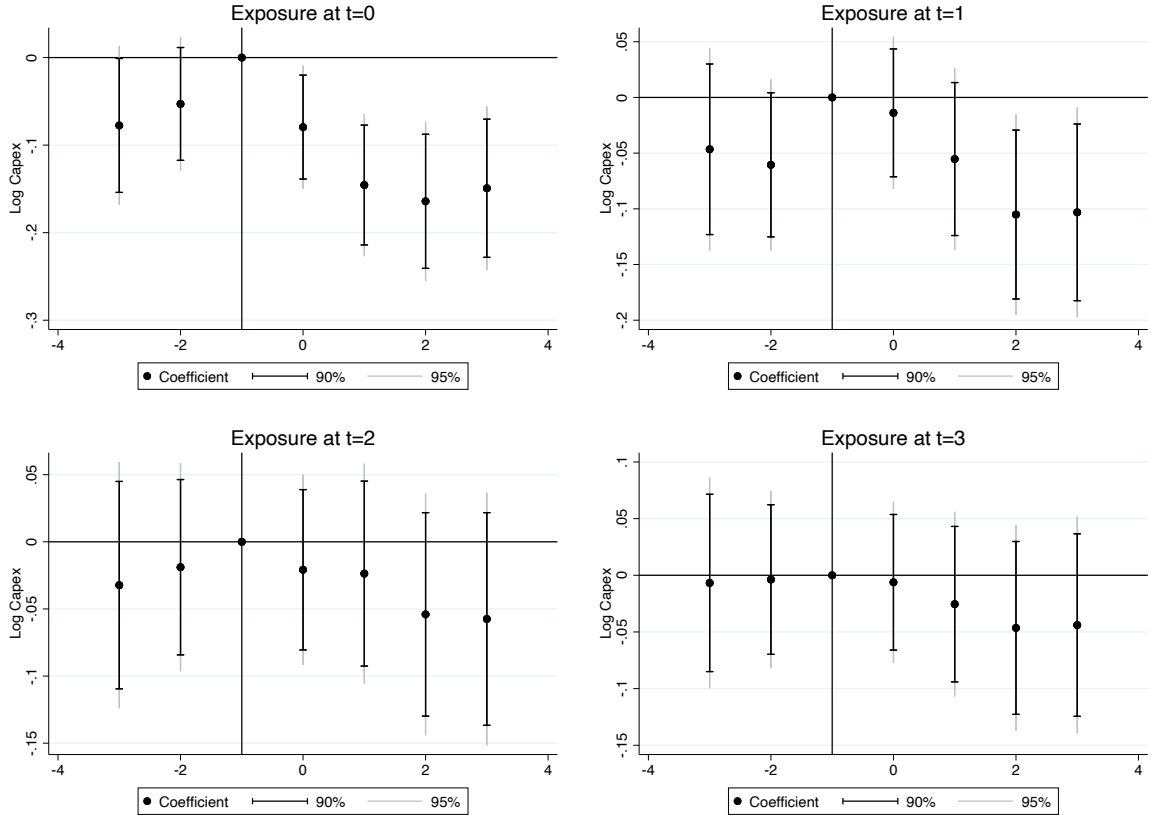 Exposure at t=0
Log Capex
0
-.1
-.2
-.3
-4 -2 0 2 4
Coefficient 90% 95%
Exposure at t=1
Log Capex
.05
0
-.05
-.1
-.15
-.2
-4 -2 0 2 4
Coefficient 90% 95%
Exposure at t=2
Log Capex
.05
0
-.05
-.1
-.15
-4 -2 0 2 4
Coefficient 90% 95%
Exposure at t=3
Log Capex
.1
.05
0
-.05
-.1
-.15
-4 -2 0 2 4
Coefficient 90% 95%